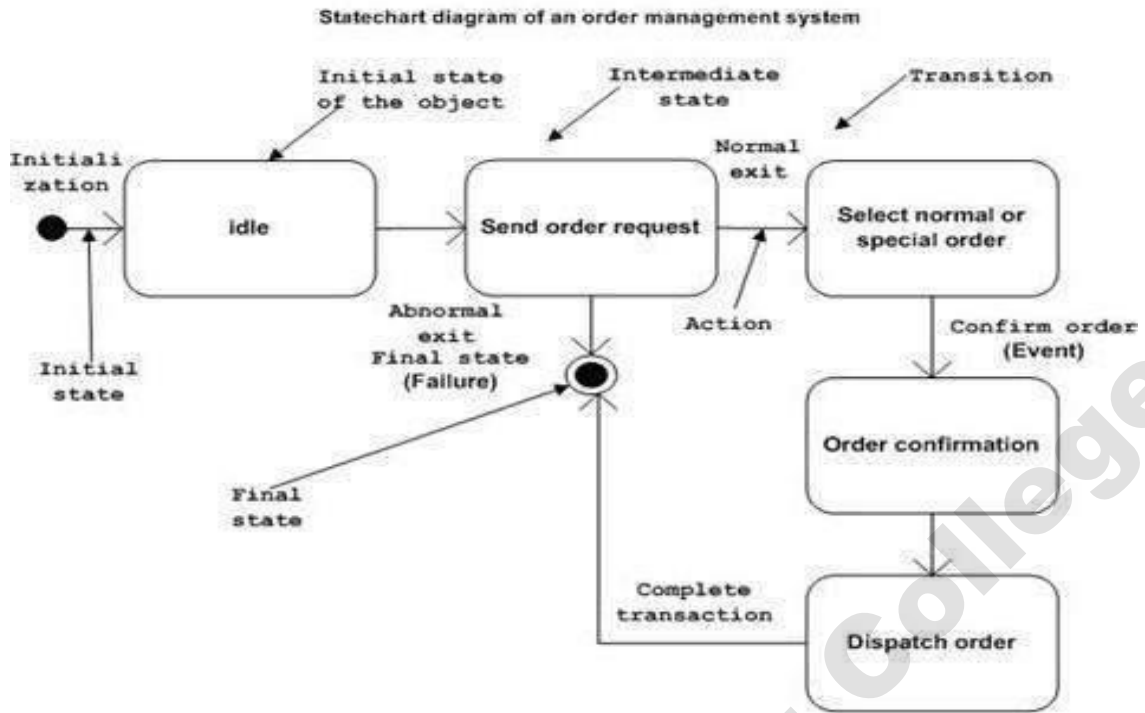 Statechart diagram of an order management system
Initial state
of the object
Intermediate
state
Transition
Initiali
zation
Normal
exit
idle
Send order request
Select normal or
special order
Abnormal
exit
Final state
(Failure)
Action
Confirm order
(Event)
Initial
state
Order confirmation
Final
state
Complete
transaction
Dispatch order
College